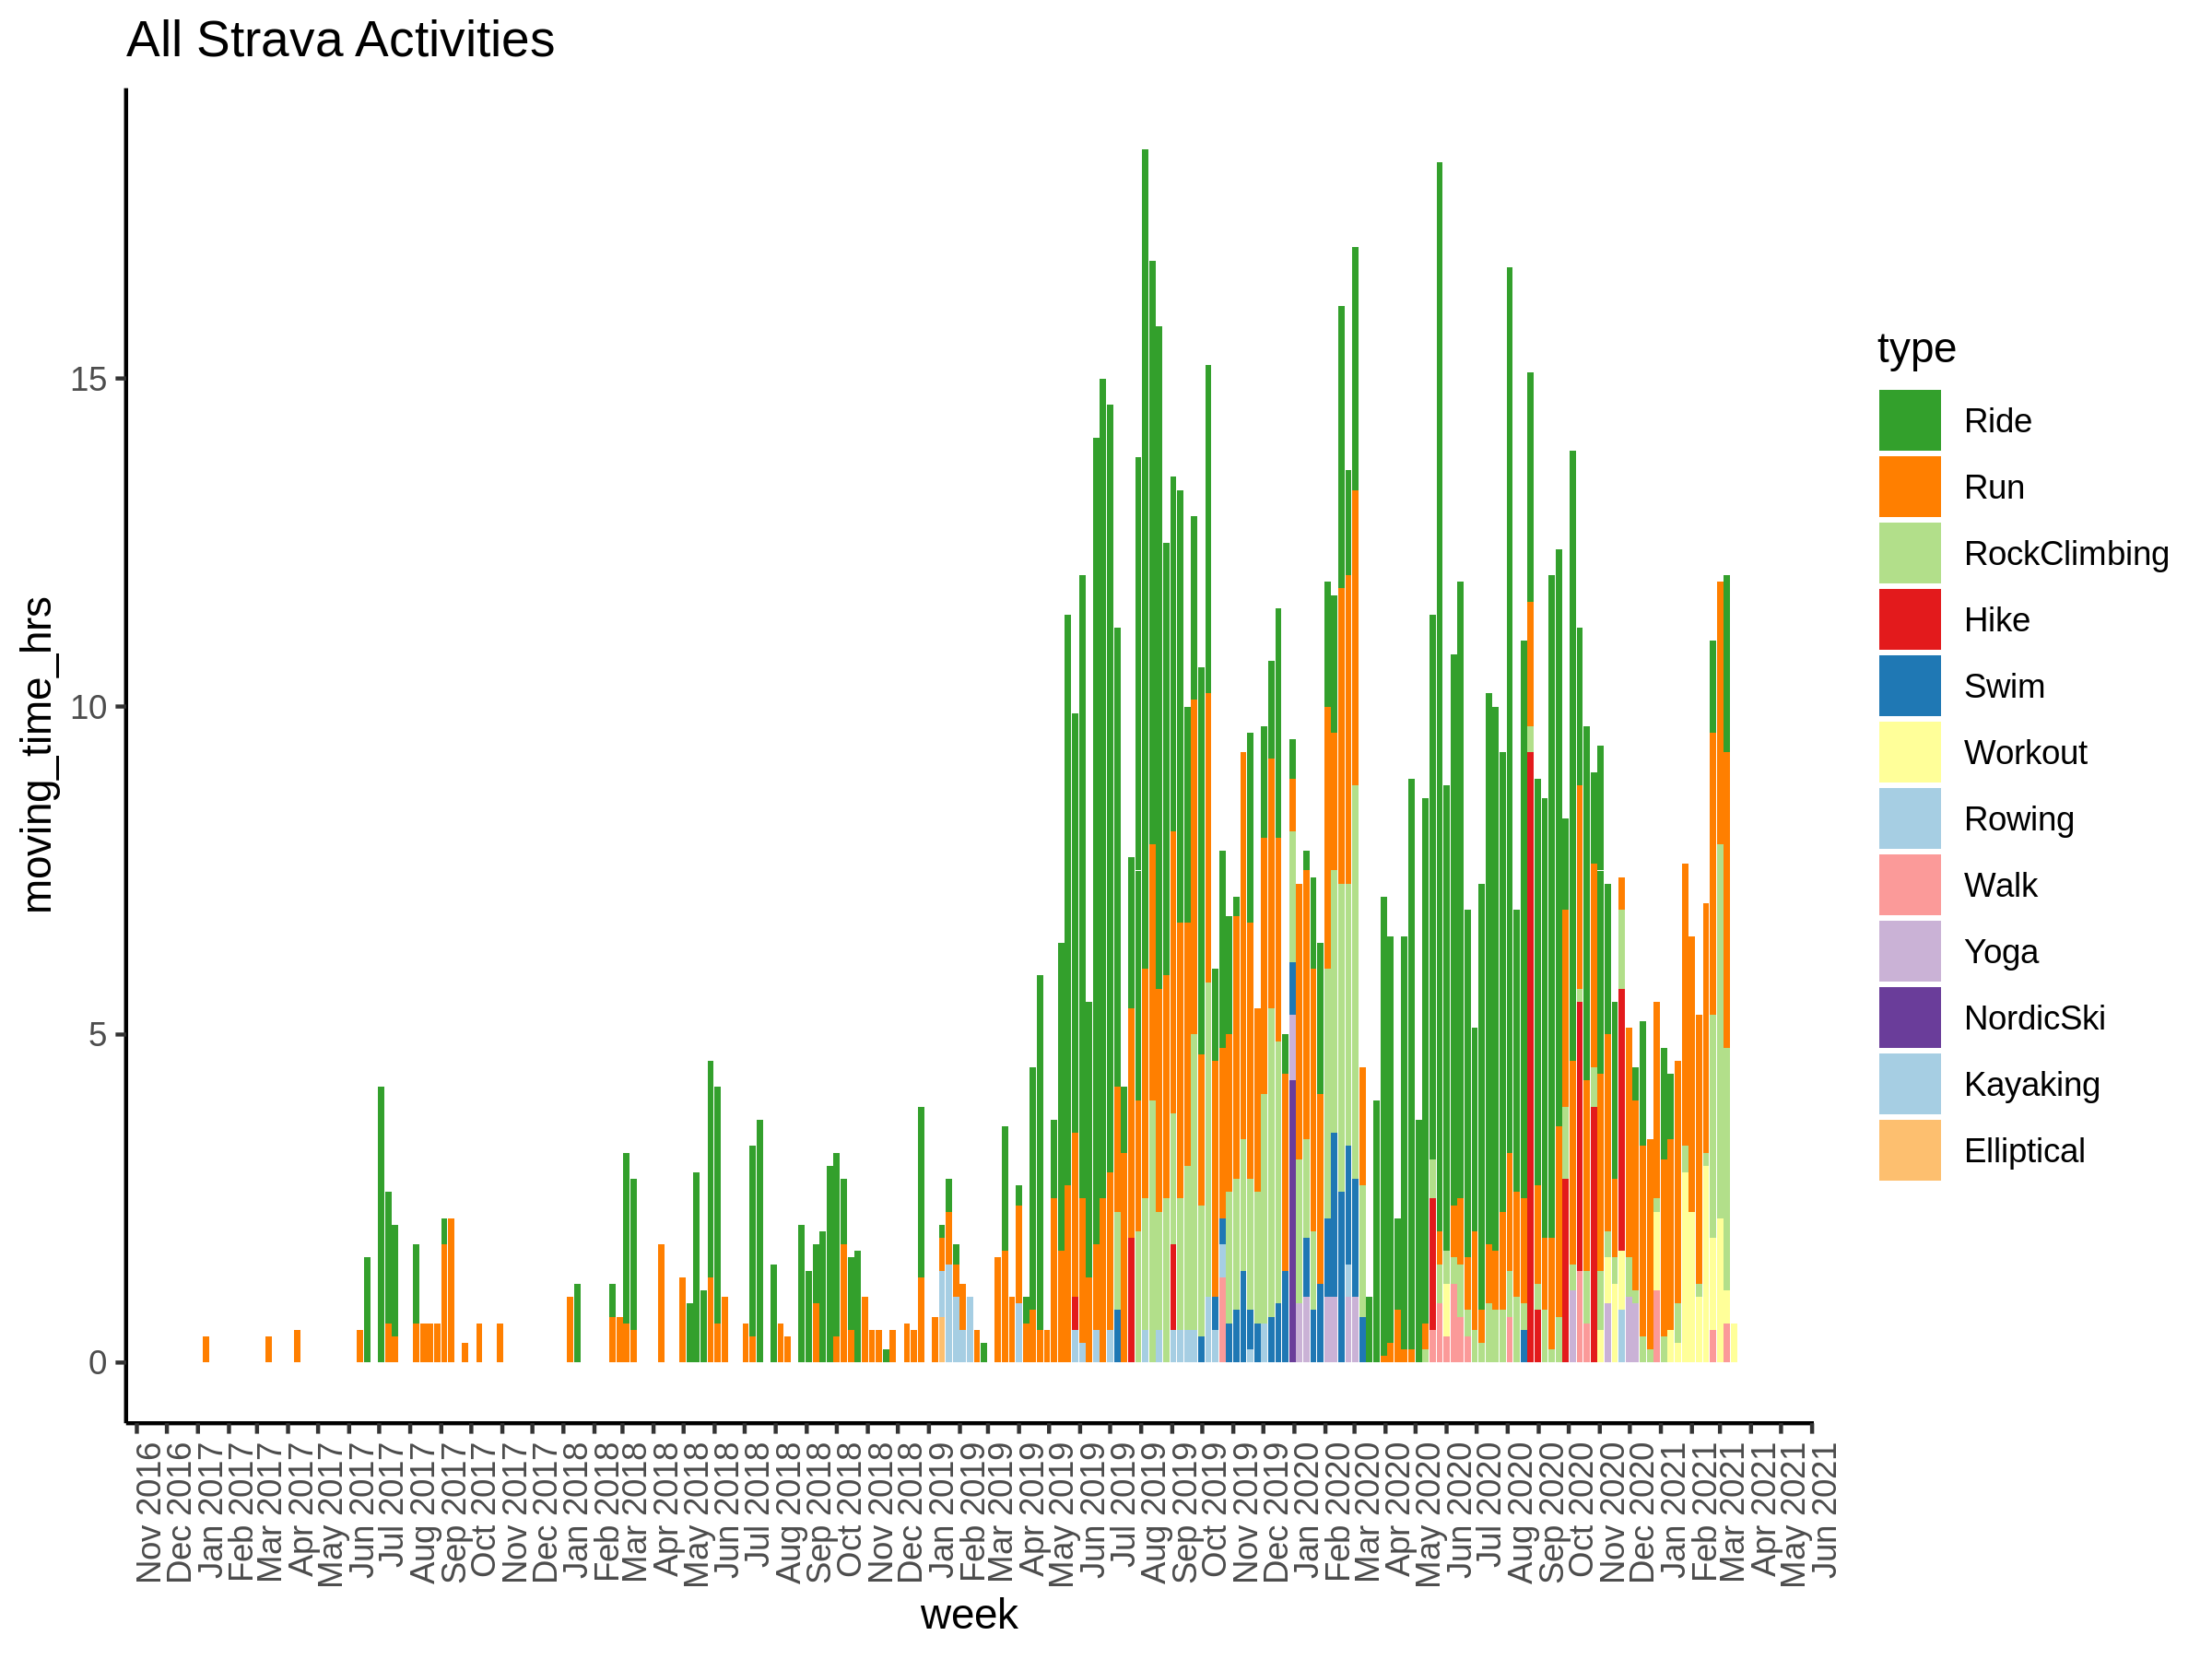 All Strava Activities
moving_time_hrs
15
10
5
0
Nov 2016
Dec 2016
Jan 2017
Feb 2017
Mar 2017
Apr 2017
May 2017
Jun 2017
Jul 2017
Aug 2017
Sep 2017
Oct 2017
Nov 2017
Dec 2017
Jan 2018
Feb 2018
Mar 2018
Apr 2018
May 2018
Jun 2018
Jul 2018
Aug 2018
Sep 2018
Oct 2018
Nov 2018
Dec 2018
Jan 2019
Feb 2019
Mar 2019
Apr 2019
May 2019
Jun 2019
Jul 2019
Aug 2019
Sep 2019
Oct 2019
Nov 2019
Dec 2019
Jan 2020
Feb 2020
Mar 2020
Apr 2020
May 2020
Jun 2020
Jul 2020
Aug 2020
Sep 2020
Oct 2020
Nov 2020
Dec 2020
Jan 2021
Feb 2021
Mar 2021
Apr 2021
May 2021
Jun 2021
week
type
Ride
Run
RockClimbing
Hike
Swim
Workout
Rowing
Walk
Yoga
NordicSki
Kayaking
Elliptical